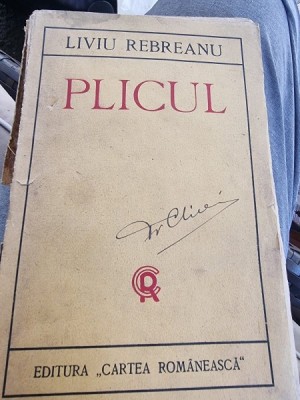 LIVIU REBREANU
PLICUL
EDITURA „CARTEA ROMÂNEASCĂ"